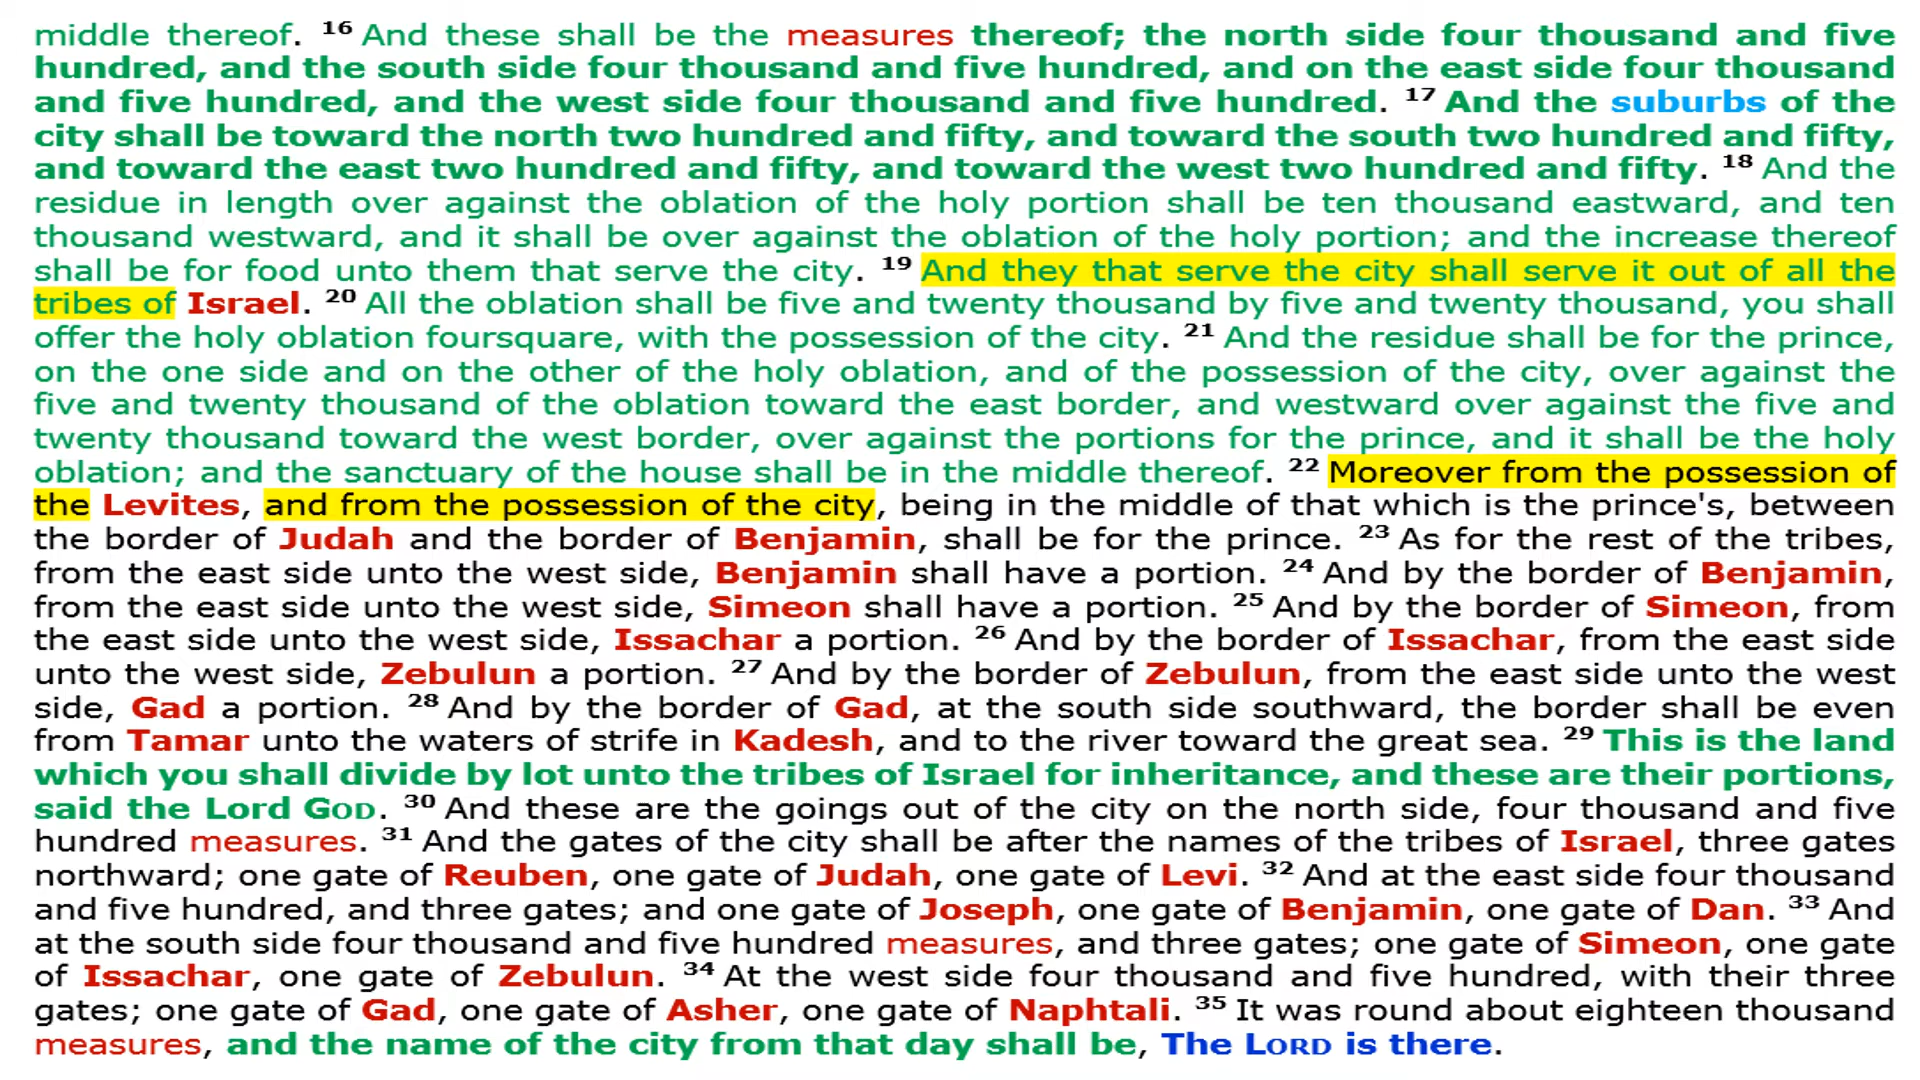 middle thereof. 16 And these shall be the measures thereof; the north side four thousand and five
hundred, and the south side four thousand and five hundred, and on the east side four thousand
and five hundred, and the west side four thousand and five hundred. 17 And the suburbs of the
city shall be toward the north two hundred and fifty, and toward the south two hundred and fifty,
and toward the east two hundred and fifty, and toward the west two hundred and fifty. 18 And the
residue in length over against the oblation of the holy portion shall be ten thousand eastward, and ten
thousand westward, and it shall be over against the oblation of the holy portion; and the increase thereof
shall be for food unto them that serve the city. 19 And they that serve the city shall serve it out of all the
tribes of Israel. 20 All the oblation shall be five and twenty thousand by five and twenty thousand, you shall
offer the holy oblation foursquare, with the possession of the city. 21 And the residue shall be for the prince,
on the one side and on the other of the holy oblation, and of the possession of the city, over against the
five and twenty thousand of the oblation toward the east border, and westward over against the five and
twenty thousand toward the west border, over against the portions for the prince, and it shall be the holy
oblation; and the sanctuary of the house shall be in the middle thereof. 22 Moreover from the possession of
the Levites, and from the possession of the city, being in the middle of that which is the prince's, between
the border of Judah and the border of Benjamin, shall be for the prince. 23 As for the rest of the tribes,
from the east side unto the west side, Benjamin shall have a portion. 24 And by the border of Benjamin,
from the east side unto the west side, Simeon shall have a portion. 25 And by the border of Simeon, from
the east side unto the west side, Issachar a portion. 26 And by the border of Issachar, from the east side
unto the west side, Zebulun a portion. 27 And by the border of Zebulun, from the east side unto the west
side, Gad a portion. 28 And by the border of Gad, at the south side southward, the border shall be even
from Tamar unto the waters of strife in Kadesh, and to the river toward the great sea. 29 This is the land
which you shall divide by lot unto the tribes of Israel for inheritance, and these are their portions,
said the Lord GOD. 30 And these are the goings out of the city on the north side, four thousand and five
hundred measures. 31 And the gates of the city shall be after the names of the tribes of Israel, three gates
northward; one gate of Reuben, one gate of Judah, one gate of Levi. 32 And at the east side four thousand
and five hundred, and three gates; and one gate of Joseph, one gate of Benjamin, one gate of Dan. 33 And
at the south side four thousand and five hundred measures, and three gates; one gate of Simeon, one gate
of Issachar, one gate of Zebulun. 34 At the west side four thousand and five hundred, with their three
gates; one gate of Gad, one gate of Asher, one gate of Naphtali. 35 It was round about eighteen thousand
measures, and the name of the city from that day shall be, The LORD is there.